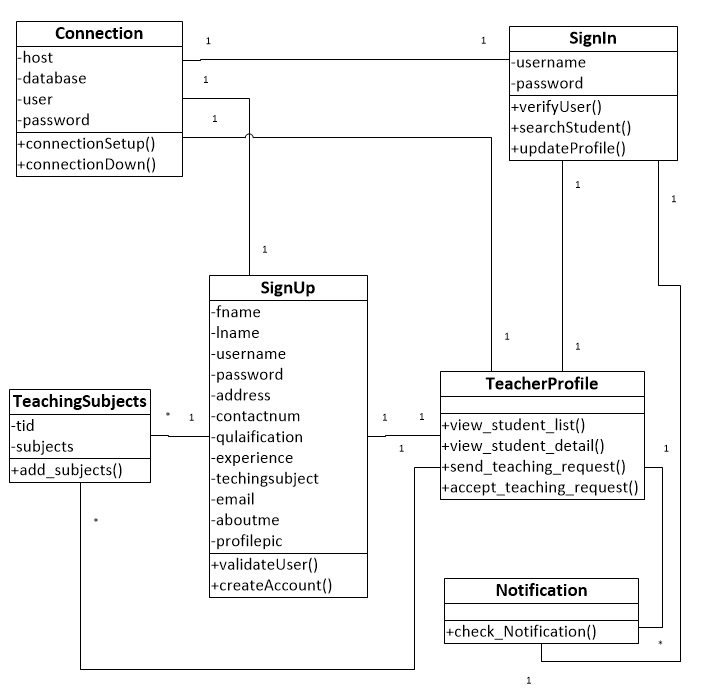 Connection
-host
-database
-user
-password
+connectionSetup()
+connectionDown()
1
1
1
1
SignIn
-username
-password
+verifyUser()
+searchStudent()
+updateProfile()
1
1
1
SignUp
-fname
-lname
-username
-password
-address
-contactnum
-qulaification
-experience
-techingsubject
-email
-aboutme
-profilepic
+validateUser()
+createAccount()
1
1
TeacherProfile
+view_student_list()
+view_student_detail()
+send_teaching_request()
+accept_teaching_request()
TeachingSubjects
-tid
-subjects
+add_subjects()
*
1
1
1
1
1
*
Notification
+check_Notification()
*
1